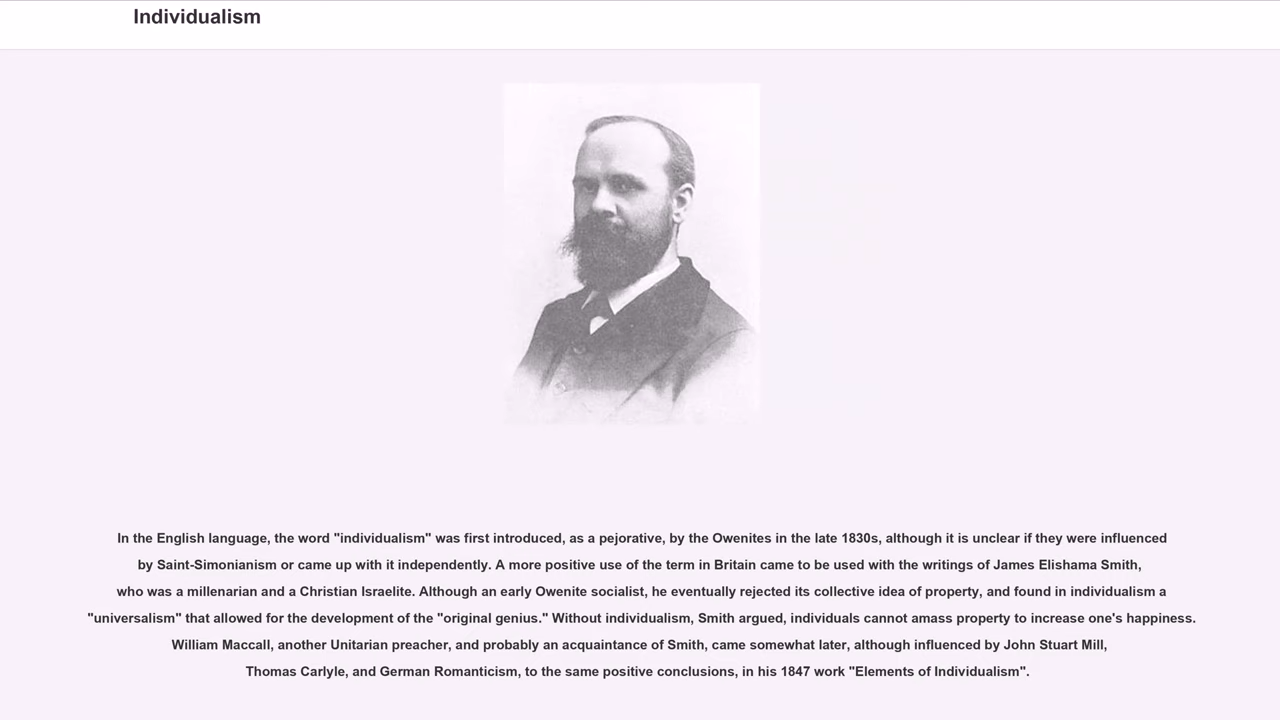 Individualism
In the English language, the word "individualism" was first introduced, as a pejorative, by the Owenites in the late 1830s, although it is unclear if they were influenced
by Saint-Simonianism or came up with it independently. A more positive use of the term in Britain came to be used with the writings of James Elishama Smith,
who was a millenarian and a Christian Israelite. Although an early Owenite socialist, he eventually rejected its collective idea of property, and found in individualism a
"universalism" that allowed for the development of the "original genius." Without individualism, Smith argued, individuals cannot amass property to increase one's happiness.
William Maccall, another Unitarian preacher, and probably an acquaintance of Smith, came somewhat later, although influenced by John Stuart Mill,
Thomas Carlyle, and German Romanticism, to the same positive conclusions, in his 1847 work "Elements of Individualism".